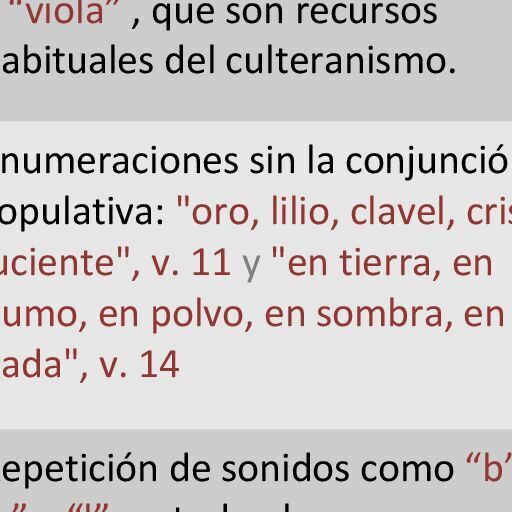 “viola” , que son recursos
abituales del culteranismo.
numeraciones sin la conjunció
opulativa: "oro, lilio, clavel, cris
uciente", v. 11 y "en tierra, en
umo, en polvo, en sombra, en
ada", v. 14
epetición de sonidos como “b”